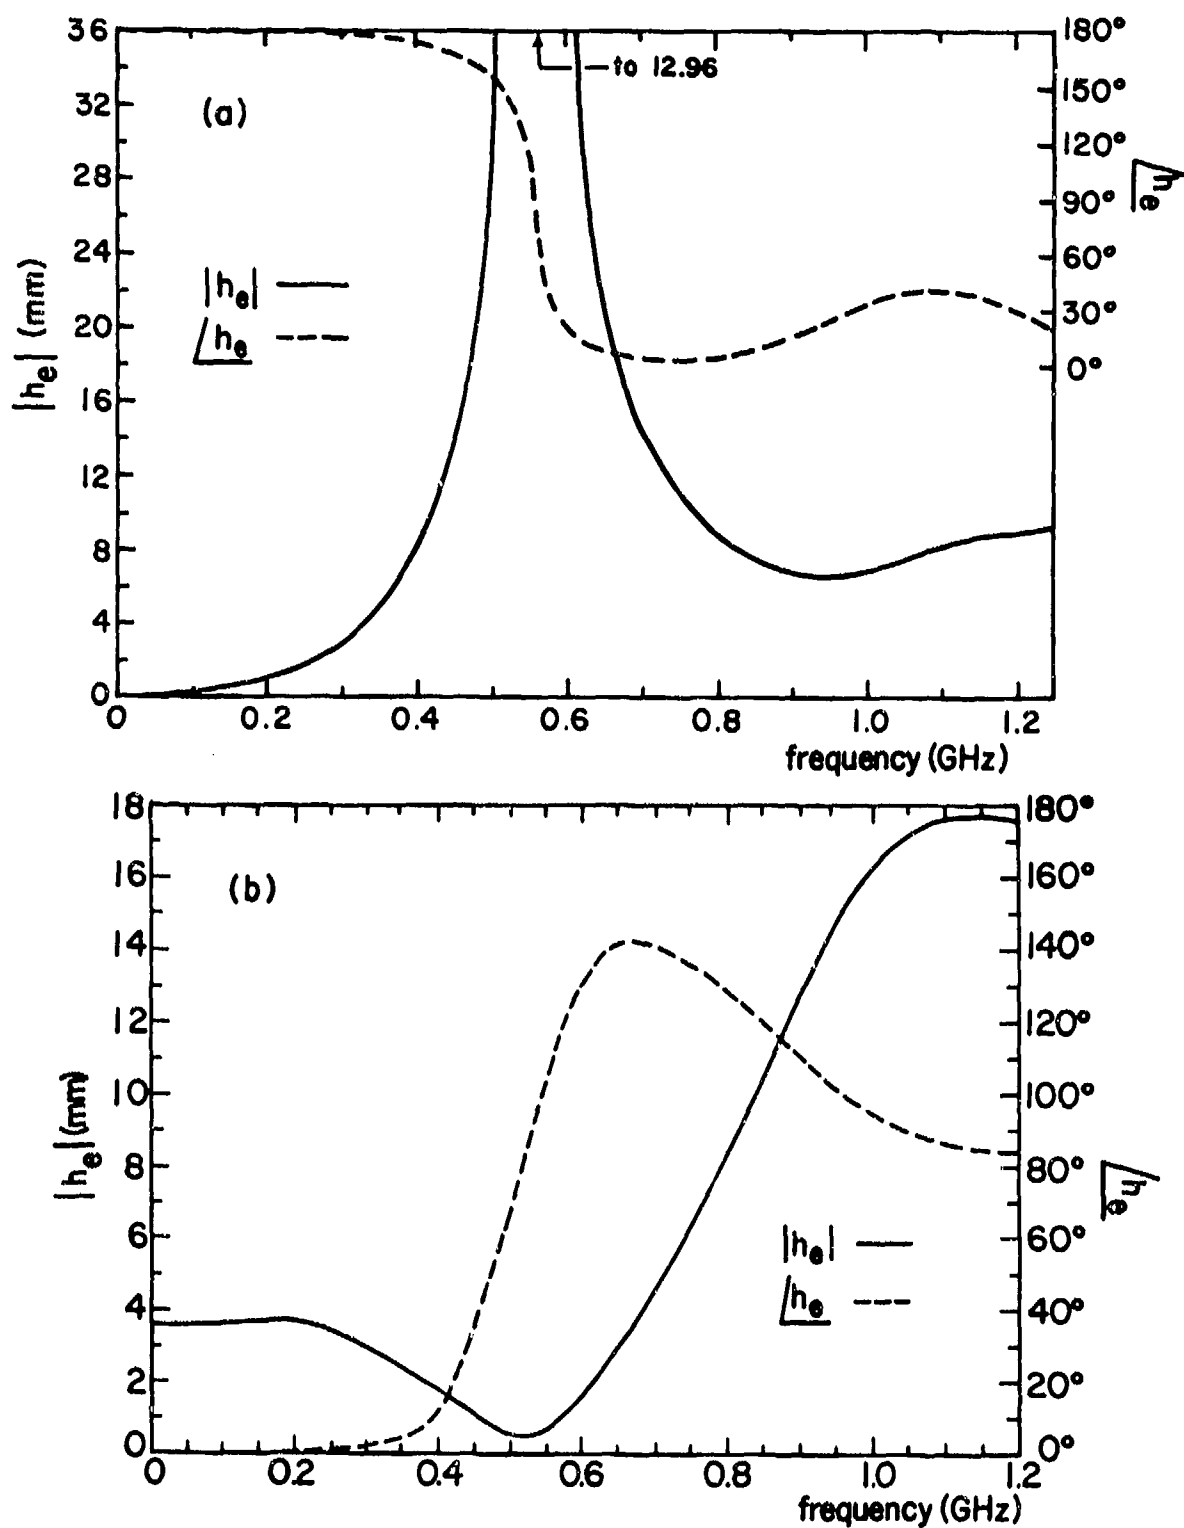 36
32
28
24
20
16
12
8
4
0
|he| (mm)
(a)
to 12.96
|he|
∠he
180°
150°
120°
90°
60°
30°
0°
∠he
0 0.2 0.4 0.6 0.8 1.0 1.2
frequency (GHz)
18
16
14
12
10
8
6
4
2
0
|he| (mm)
(b)
|he|
∠he
180°
160°
140°
120°
100°
80°
60°
40°
20°
0°
∠he
0 0.2 0.4 0.6 0.8 1.0 1.2
frequency (GHz)